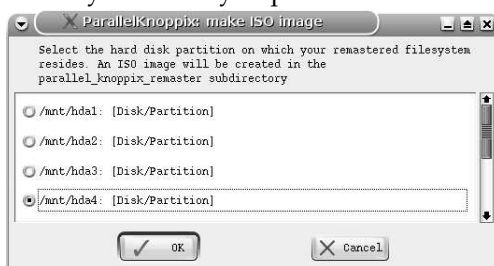 ParallelKnoppix: make ISO image
Select the hard disk partition on which your remastered filesystem
resides. An ISO image will be created in the
parallel_knoppix_remaster subdirectory
/mnt/hda1: [Disk/Partition]
/mnt/hda2: [Disk/Partition]
/mnt/hda3: [Disk/Partition]
/mnt/hda4: [Disk/Partition]
OK
Cancel